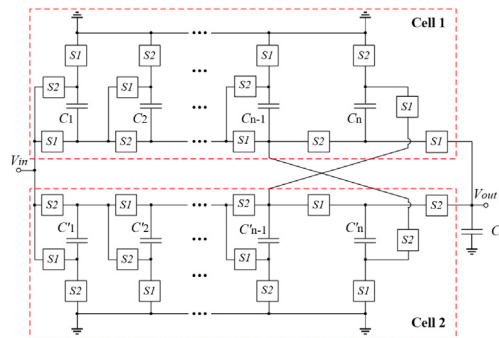 Cell 1
S1 S1 S1 S1
S2 S2 S2 S1
C1 C2 Cn-1 Cn
S1 S2 S1 S2 S1
Vin
Vout
S2 S1 S2 S1 S2
C'1 C'2 C'n-1 C'n
C
S1 S1 S1 S2
S2 S2 S2 S2
Cell 2